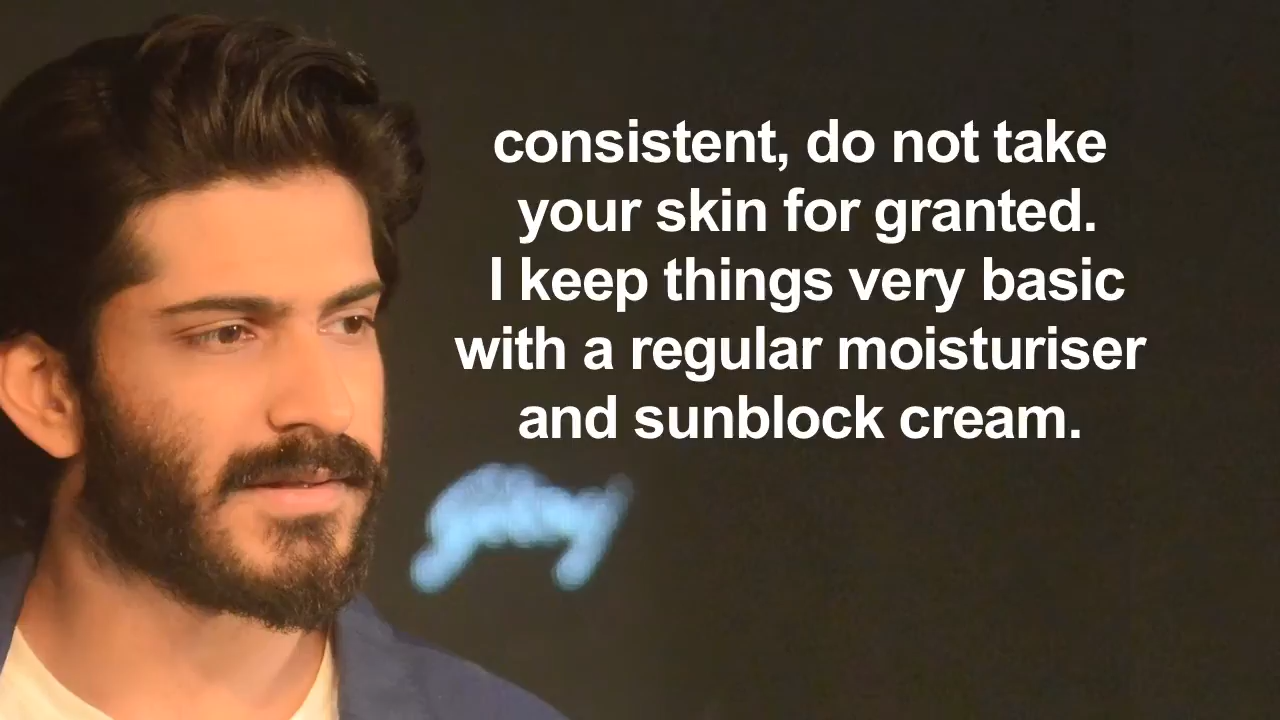 consistent, do not take
your skin for granted.
I keep things very basic
with a regular moisturiser
and sunblock cream.